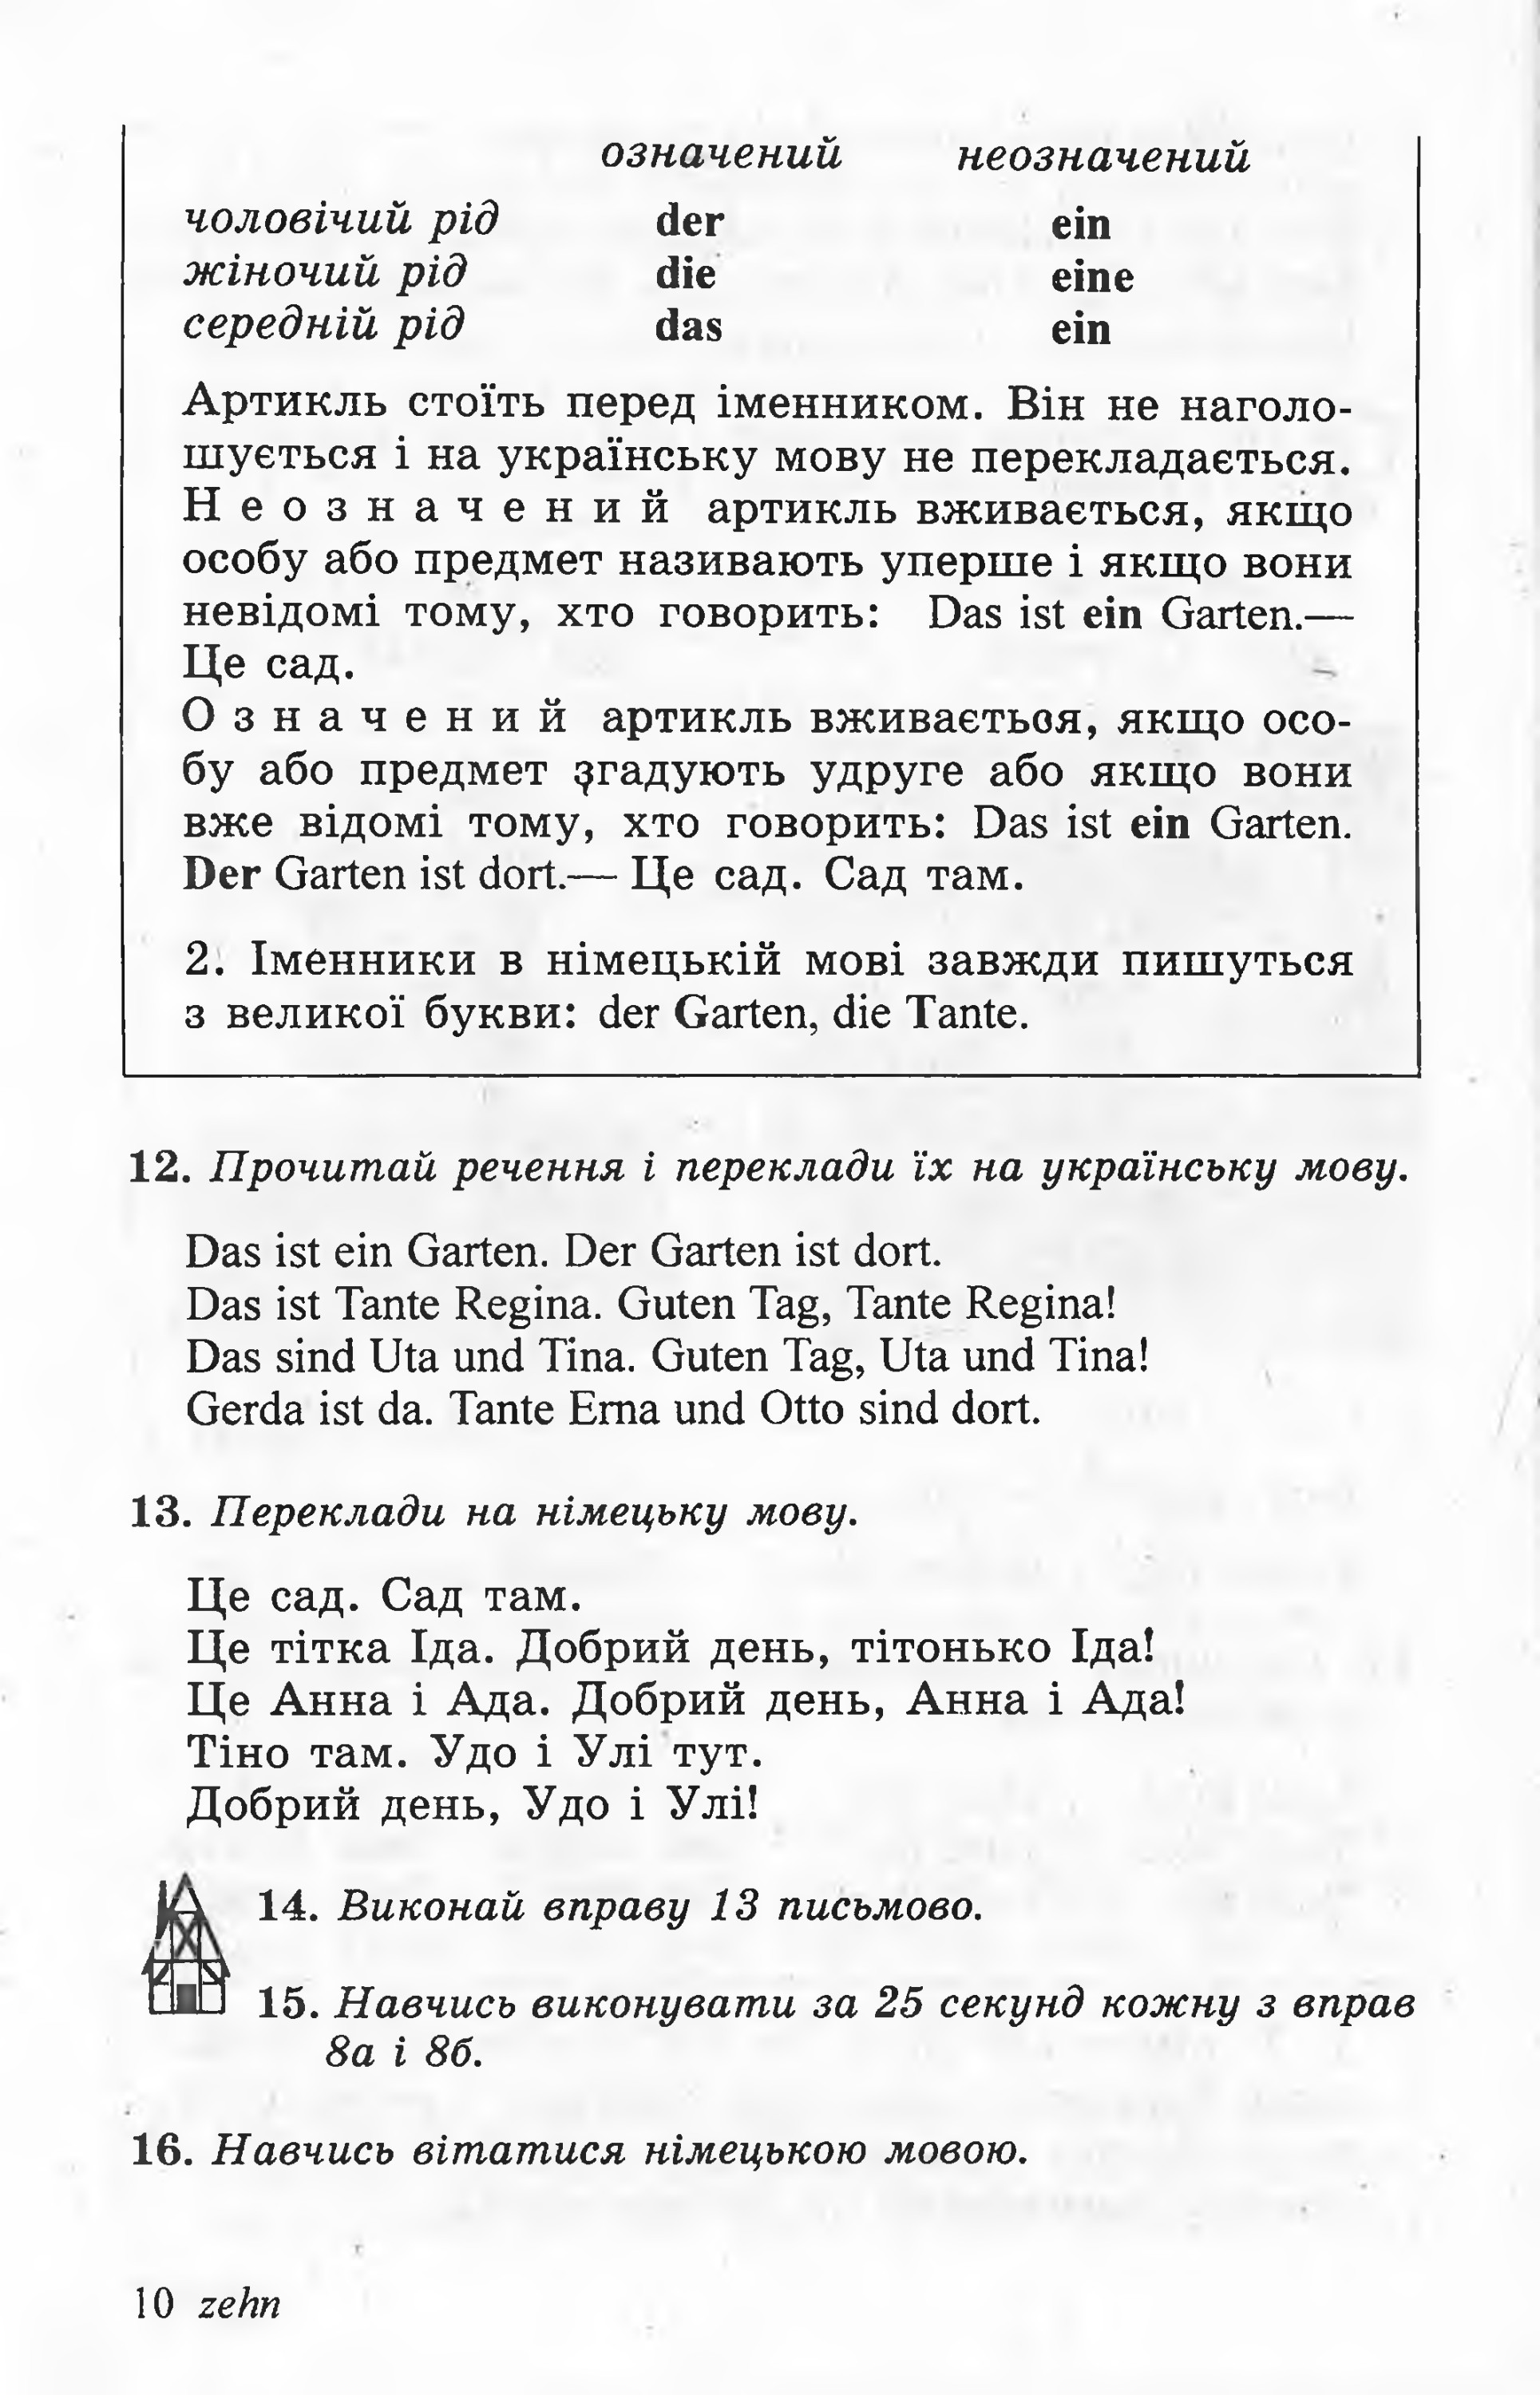 означений неозначений
чоловічий рід der ein
жіночий рід die eine
середній рід das ein
Артикль стоїть перед іменником. Він не наголо-
шується і на українську мову не перекладається.
Н е о з н а ч е н и й артикль вживається, якщо
особу або предмет називають уперше і якщо вони
невідомі тому, хто говорить: Das ist ein Garten.—
Це сад.
О з н а ч е н и й артикль вживається, якщо осо-
бу або предмет згадують удруге або якщо вони
вже відомі тому, хто говорить: Das ist ein Garten.
Der Garten ist dort.— Це сад. Сад там.
2. Іменники в німецькій мові завжди пишуться
з великої букви: der Garten, die Tante.
12. Прочитай речення і переклади їх на українську мову.
Das ist ein Garten. Der Garten ist dort.
Das ist Tante Regina. Guten Tag, Tante Regina!
Das sind Uta und Tina. Guten Tag, Uta und Tina!
Gerda ist da. Tante Erna und Otto sind dort.
13. Переклади на німецьку мову.
Це сад. Сад там.
Це тітка Іда. Добрий день, тітонько Іда!
Це Анна і Ада. Добрий день, Анна і Ада!
Тіно там. Удо і Улі тут.
Добрий день, Удо і Улі!
14. Виконай вправу 13 письмово.
15. Навчись виконувати за 25 секунд кожну з вправ
8а і 8б.
16. Навчись вітатися німецькою мовою.
10 zehn